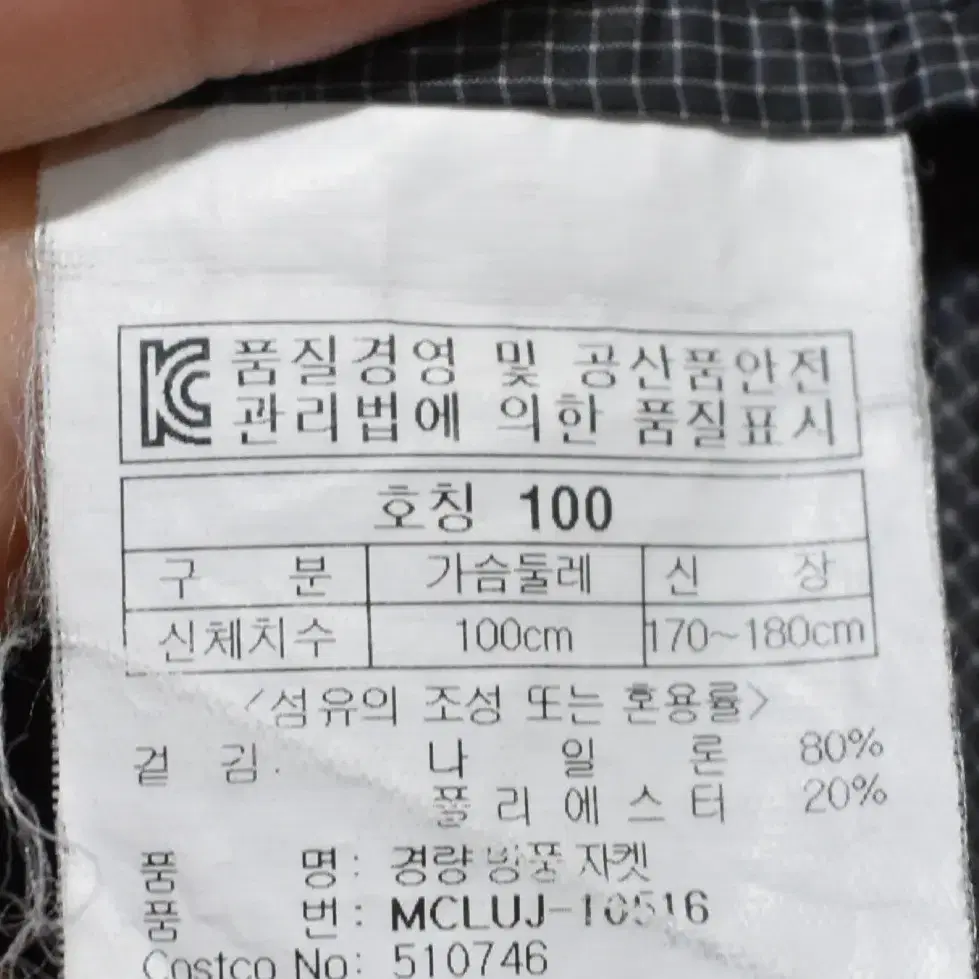 KC 품질경영 및 공산품안전
관리법에 의한 품질표시
호칭 100
구 분 가슴둘레 신 장
신체치수 100cm 170~180cm
<섬유의 조성 또는 혼용률>
겉 감: 나 일 론 80%
폴 리 에 스 터 20%
품 명: 경량 방풍 자켓
품 번: MCLUJ-10516
Costco No: 510746